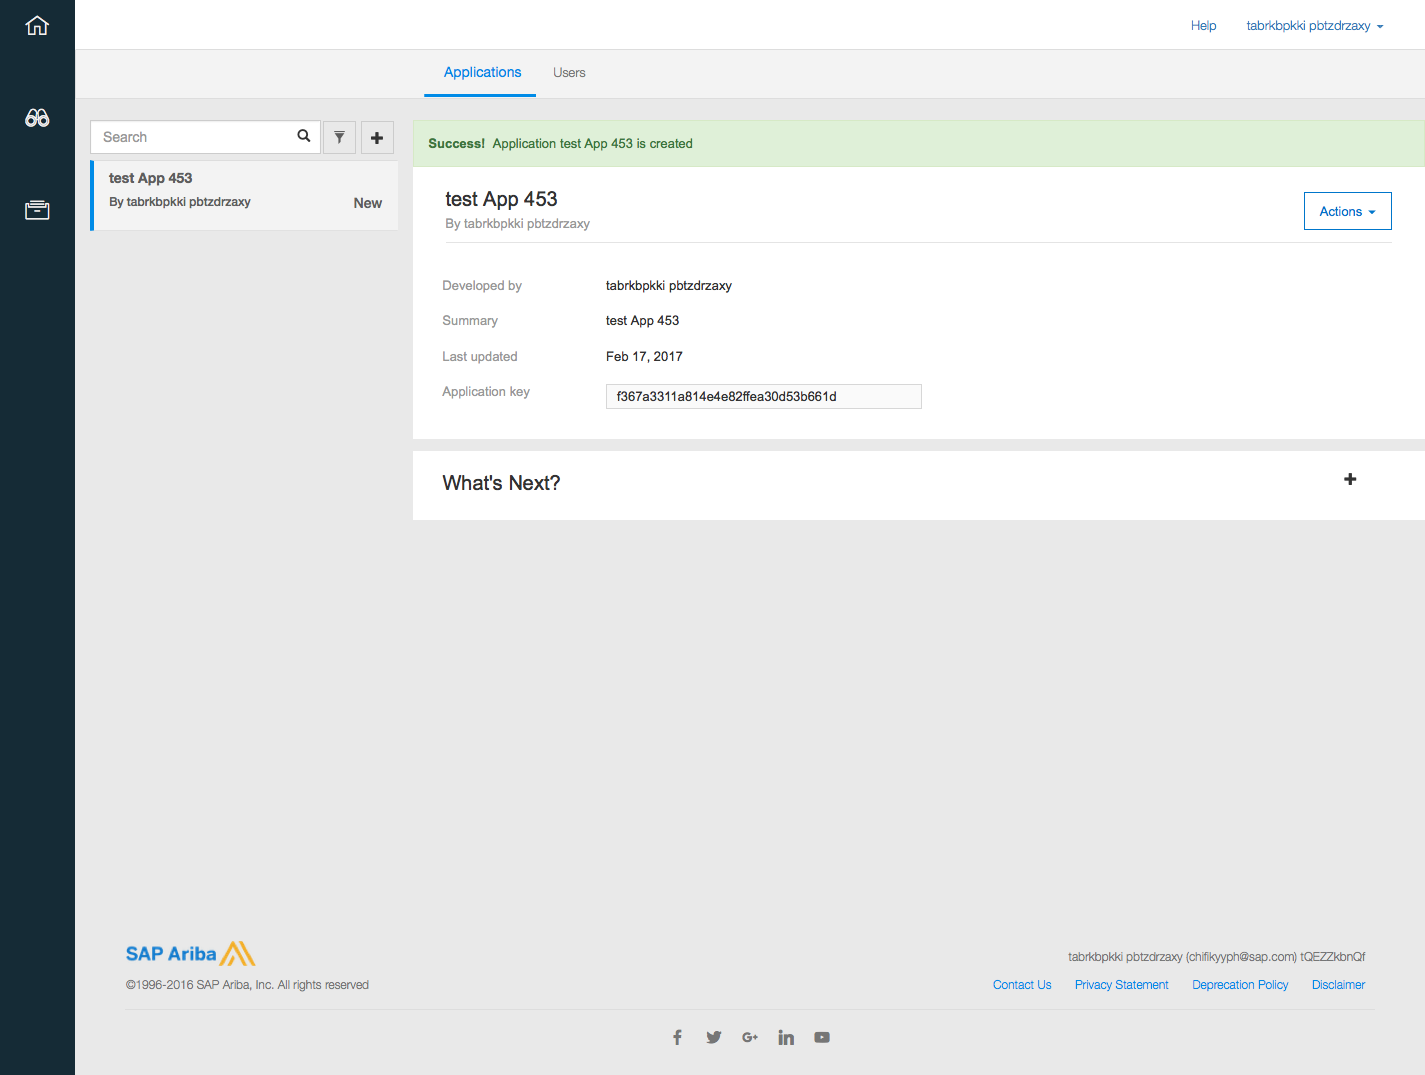 Help tabrkbpkki pbtzdrzaxy
Applications Users
Search
Success! Application test App 453 is created
test App 453
By tabrkbpkki pbtzdrzaxy New
test App 453
By tabrkbpkki pbtzdrzaxy
Actions
Developed by tabrkbpkki pbtzdrzaxy
Summary test App 453
Last updated Feb 17, 2017
Application key f367a3311a814e4e82ffea30d53b661d
What's Next?
SAP Ariba
tabrkbpkki pbtzdrzaxy (chifikyyph@sap.com) tQEZZkbnQf
©1996-2016 SAP Ariba, Inc. All rights reserved
Contact Us Privacy Statement Deprecation Policy Disclaimer